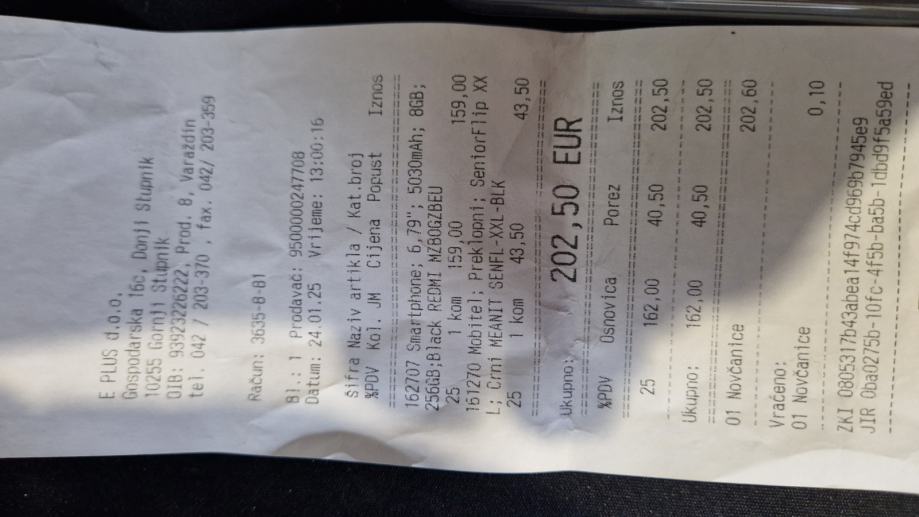 E PLUS d.o.o.
Gospodarska 16c, Donji Stupnik
10255 Gornji Stupnik
OIB: 93923226222, Prod. 8, Varaždin
tel. 042 / 203-370 , fax. 042/ 203-359
Račun: 3635-8-81
Bl.: 1 Prodavač: 9500000247708
Datum: 24.01.25 Vrijeme: 13:00:16
Šifra Naziv artikla / Kat.broj
%PDV Kol. JM Cijena Popust Iznos
162707 Smartphone; 6,79"; 5030mAh; 8GB;
256GB;Black REDMI MZB0GZBEU
25 1 kom 159,00 159,00
161270 Mobitel; Preklopni; SeniorFlip XX
L; Crni MEANIT SENFL-XXL-BLK
25 1 kom 43,50 43,50
Ukupno: 202,50 EUR
%PDV Osnovica Porez Iznos
25 162,00 40,50 202,50
Ukupno: 162,00 40,50 202,50
01 Novčanice 202,60
Vraćeno:
01 Novčanice 0,10
ZKI 0805317b43abea14f974cd969b7945e9
JIR 0ba0275b-10fc-4f5b-ba5b-1dbd9f5a59ed